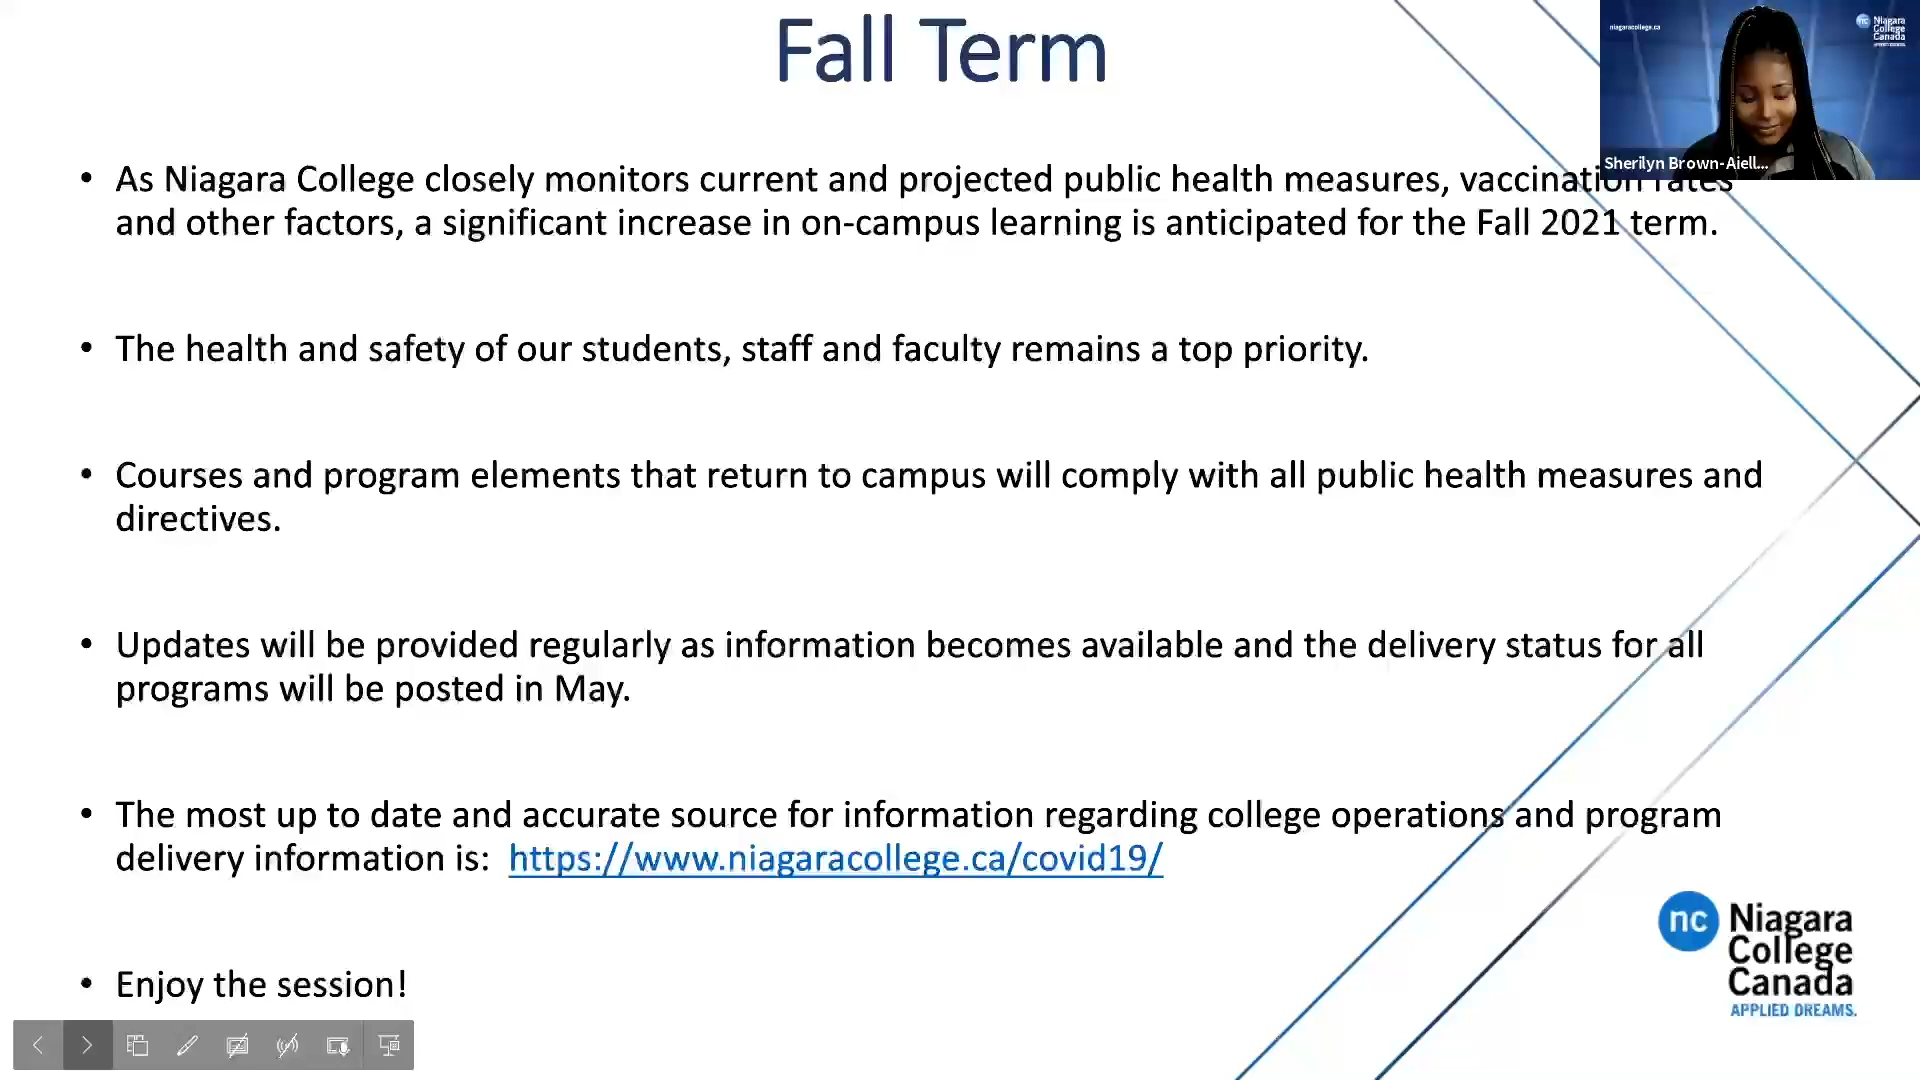 Fall Term
niagaracollege.ca
nc Niagara
College
Canada
Sherilyn Brown-Aiell...
• As Niagara College closely monitors current and projected public health measures, vaccination rates
and other factors, a significant increase in on-campus learning is anticipated for the Fall 2021 term.
• The health and safety of our students, staff and faculty remains a top priority.
• Courses and program elements that return to campus will comply with all public health measures and
directives.
• Updates will be provided regularly as information becomes available and the delivery status for all
programs will be posted in May.
• The most up to date and accurate source for information regarding college operations and program
delivery information is: https://www.niagaracollege.ca/covid19/
• Enjoy the session!
nc Niagara
College
Canada
APPLIED DREAMS.